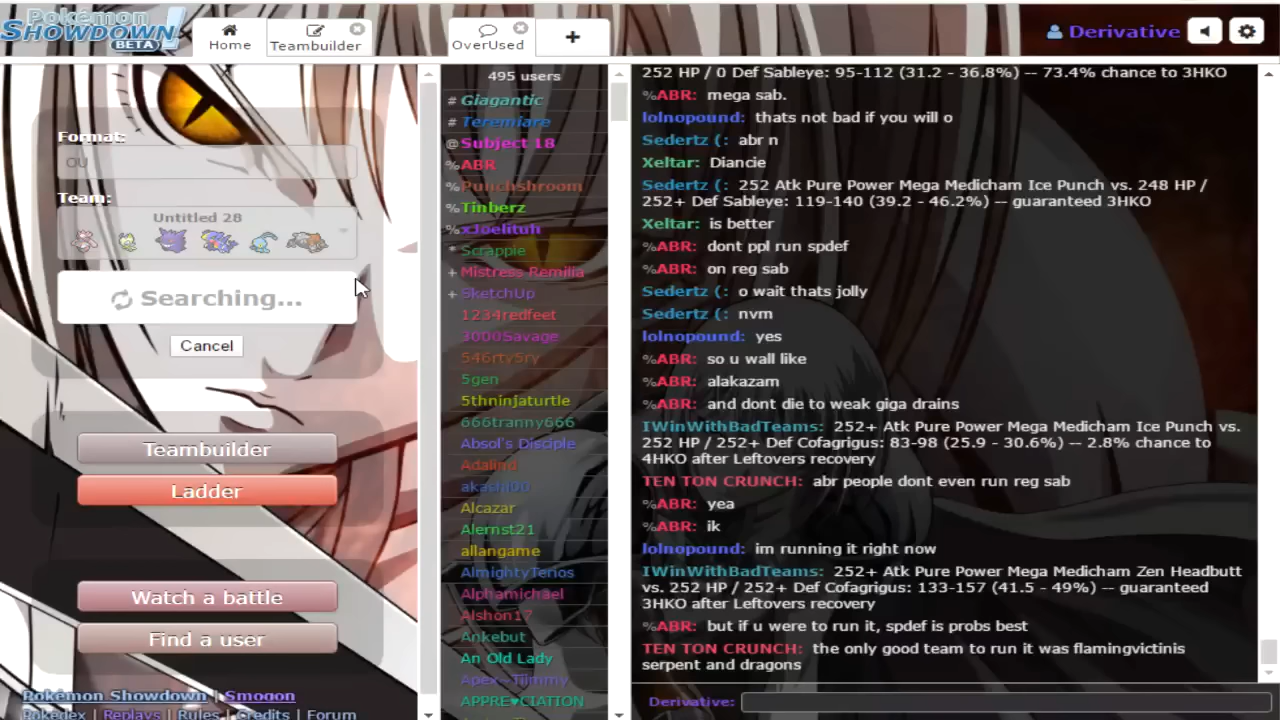 Pokémon
SHOWDOWN!
BETA
Home
Teambuilder
OverUsed
+
Derivative
Format:
OU
Team:
Untitled 28
Searching...
Cancel
Teambuilder
Ladder
Watch a battle
Find a user
Pokémon Showdown | Smogon
Pokédex | Replays | Rules | Credits | Forum
495 users
# Giagantic
# Teremiare
@Subject 18
%ABR
%Punchshroom
%Tinberz
%xJoelituh
* Scrappie
+ Mistress Remilia
+ SketchUp
1234redfeet
3000Savage
546rty5ry
5gen
5thninjaturtle
666tranny666
Absol's Disciple
Adalind
akashi00
Alcazar
Alernst21
allangame
AlmightyTerios
Alphamichael
Alshon17
Ankebut
An Old Lady
Apex~Tjimmy
APPRE♥CIATION
252 HP / 0 Def Sableye: 95-112 (31.2 - 36.8%) -- 73.4% chance to 3HKO
%ABR: mega sab.
lolnopound: thats not bad if you will o
Sedertz (: abr n
Xeltar: Diancie
Sedertz (: 252 Atk Pure Power Mega Medicham Ice Punch vs. 248 HP /
252+ Def Sableye: 119-140 (39.2 - 46.2%) -- guaranteed 3HKO
Xeltar: is better
%ABR: dont ppl run spdef
%ABR: on reg sab
Sedertz (: o wait thats jolly
Sedertz (: nvm
lolnopound: yes
%ABR: so u wall like
%ABR: alakazam
%ABR: and dont die to weak giga drains
IWinWithBadTeams: 252+ Atk Pure Power Mega Medicham Ice Punch vs.
252 HP / 252+ Def Cofagrigus: 83-98 (25.9 - 30.6%) -- 2.8% chance to
4HKO after Leftovers recovery
TEN TON CRUNCH: abr people dont even run reg sab
%ABR: yea
%ABR: ik
lolnopound: im running it right now
IWinWithBadTeams: 252+ Atk Pure Power Mega Medicham Zen Headbutt
vs. 252 HP / 252+ Def Cofagrigus: 133-157 (41.5 - 49%) -- guaranteed
3HKO after Leftovers recovery
%ABR: but if u were to run it, spdef is probs best
TEN TON CRUNCH: the only good team to run it was flamingvictinis
serpent and dragons
Derivative: